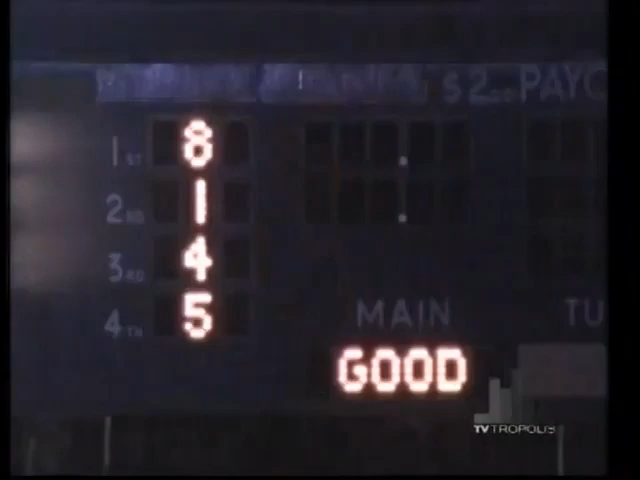 $2.00 PAYO
1ST 8
2ND 1
3RD 4
4TH 5
MAIN TU
GOOD
TVTROPOLIS